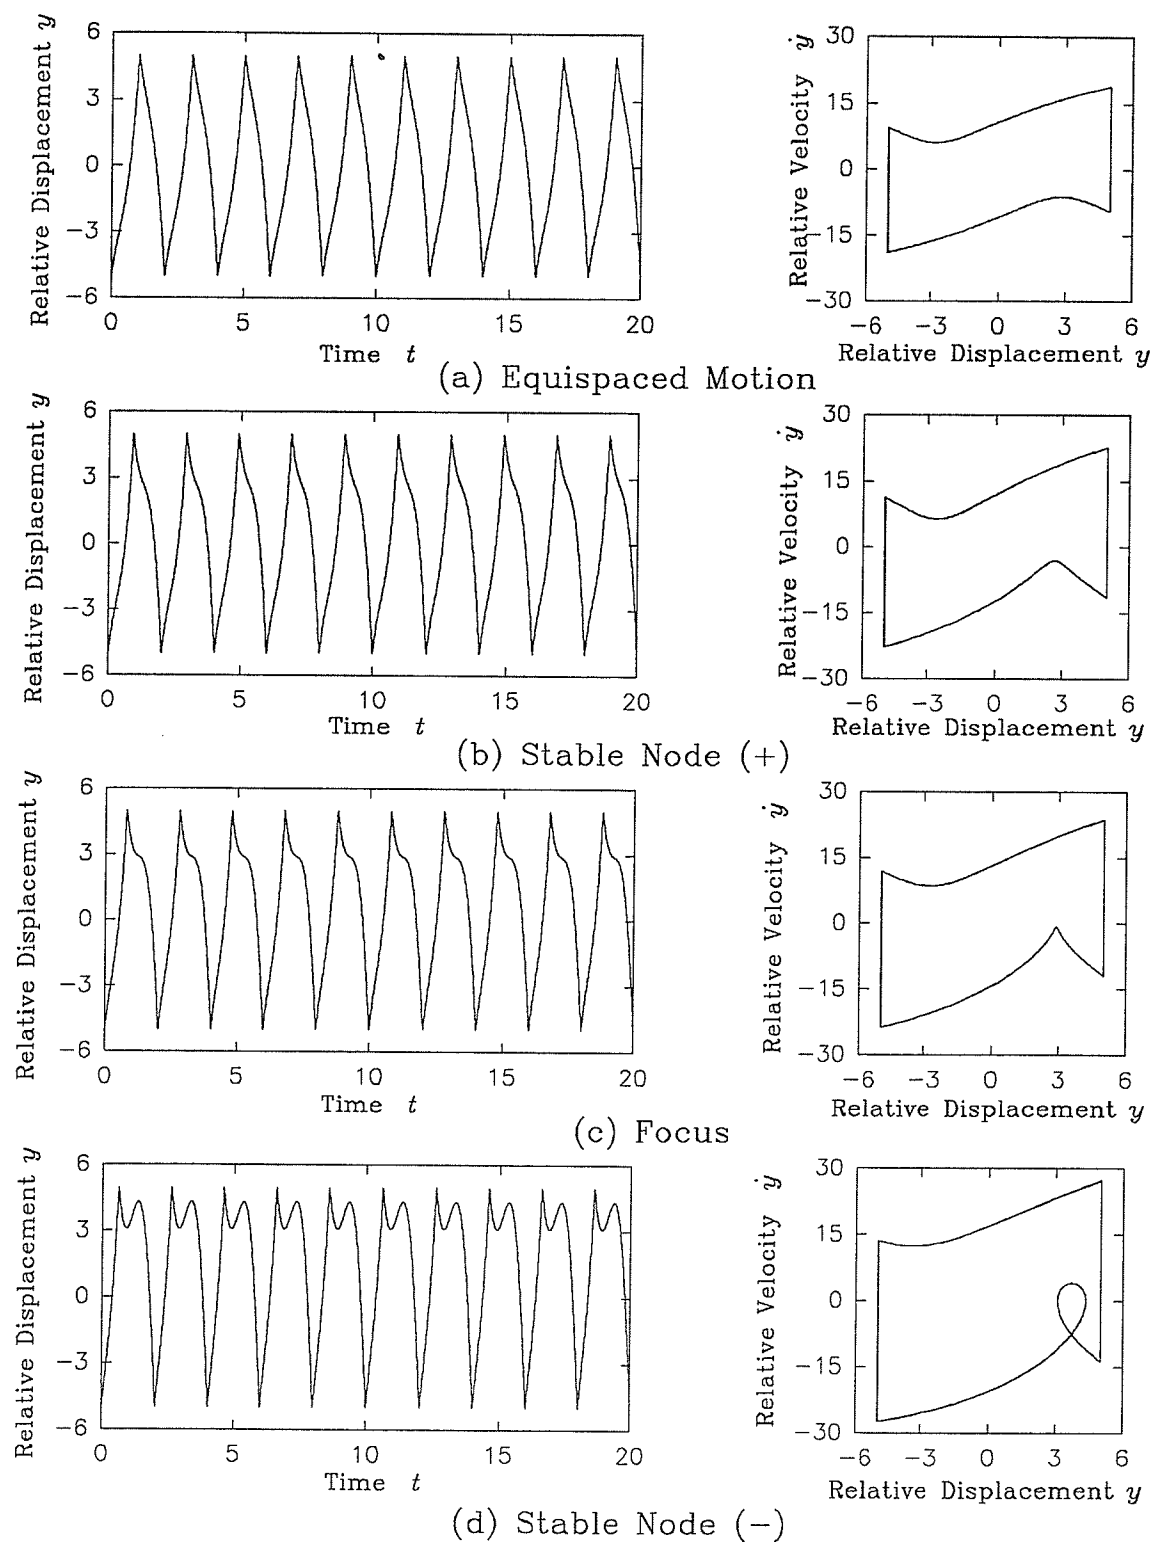 Relative Displacement y
6
3
0
−3
−6
0 5 10 15 20
Time t
Relative Velocity ẏ
30
15
0
−15
−30
−6 −3 0 3 6
Relative Displacement y
(a) Equispaced Motion
Relative Displacement y
6
3
0
−3
−6
0 5 10 15 20
Time t
Relative Velocity ẏ
30
15
0
−15
−30
−6 −3 0 3 6
Relative Displacement y
(b) Stable Node (+)
Relative Displacement y
6
3
0
−3
−6
0 5 10 15 20
Time t
Relative Velocity ẏ
30
15
0
−15
−30
−6 −3 0 3 6
Relative Displacement y
(c) Focus
Relative Displacement y
6
3
0
−3
−6
0 5 10 15 20
Time t
Relative Velocity ẏ
30
15
0
−15
−30
−6 −3 0 3 6
Relative Displacement y
(d) Stable Node (−)